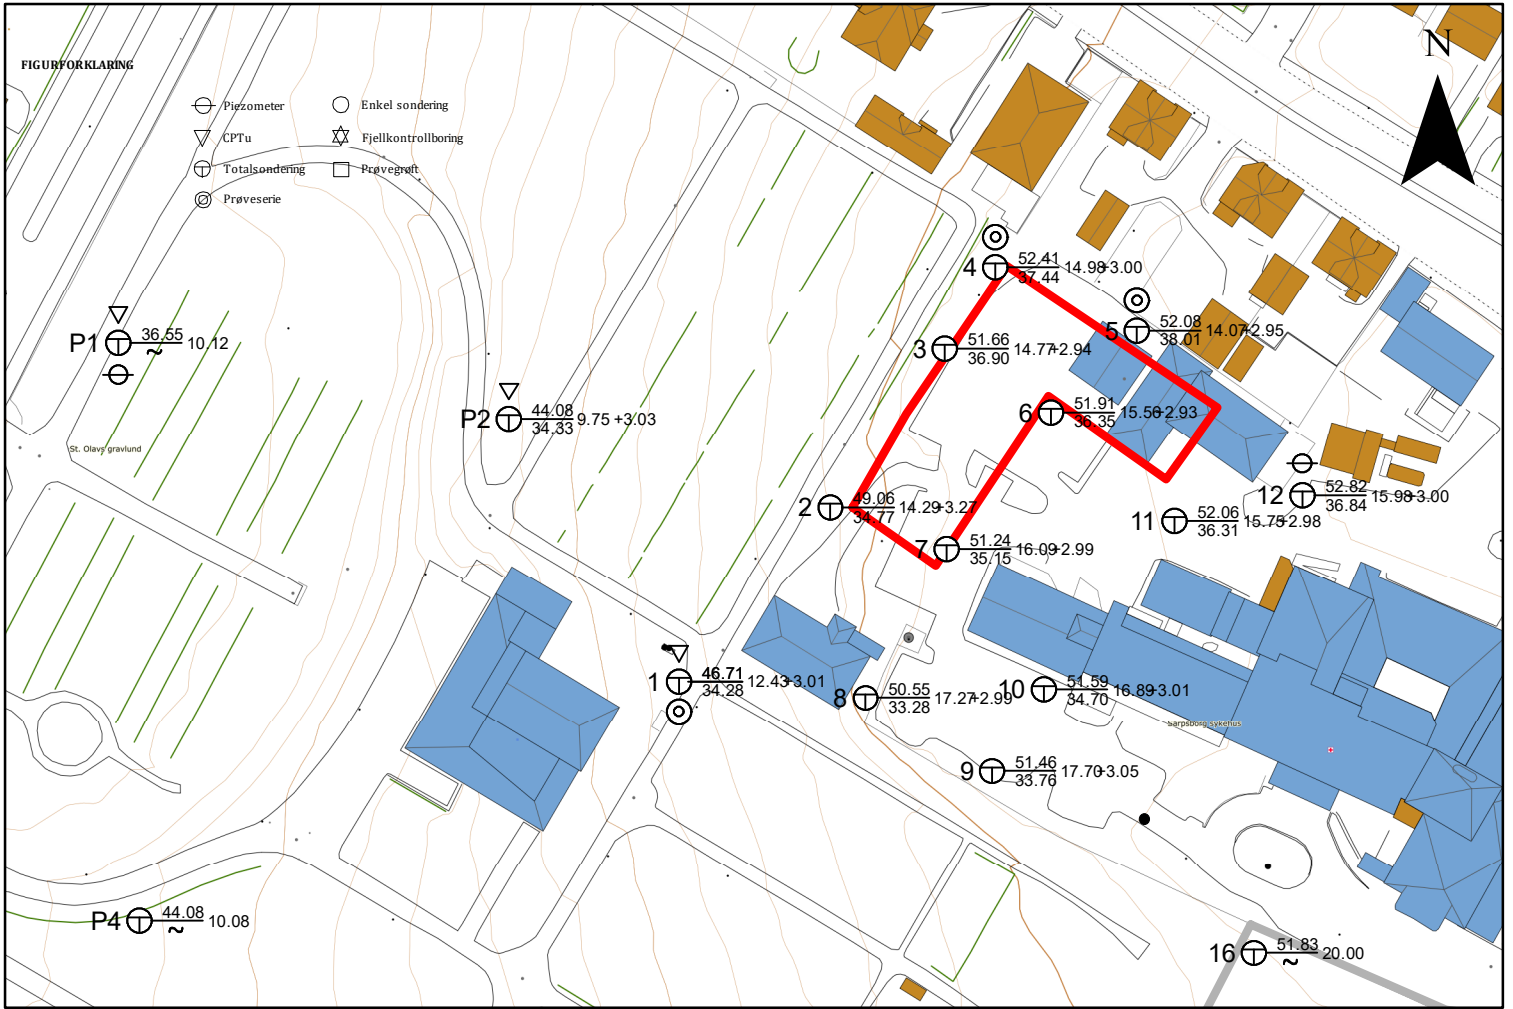 FIGURFORKLARING
N
Piezometer
Enkel sondering
CPTu
Fjellkontrollboring
Totalsondering
Prøvegrøft
Prøveserie
4 52.41 14.98+3.00
37.44
5 52.08 14.07+2.95
38.01
P1 36.55 10.12
~
3 51.66 14.77+2.94
36.90
P2 44.08 9.75 +3.03
34.33
6 51.91 15.56+2.93
36.35
St. Olavs gravlund
12 52.82 15.98+3.00
36.84
2 49.06 14.29+3.27
34.77
11 52.06 15.75+2.98
36.31
7 51.24 16.09+2.99
35.15
1 46.71 12.43+3.01
34.28
8 50.55 17.27+2.99
33.28
10 51.59 16.89+3.01
34.70
Sarpsborg sykehus
9 51.46 17.70+3.05
33.76
P4 44.08 10.08
~
16 51.83 20.00
~